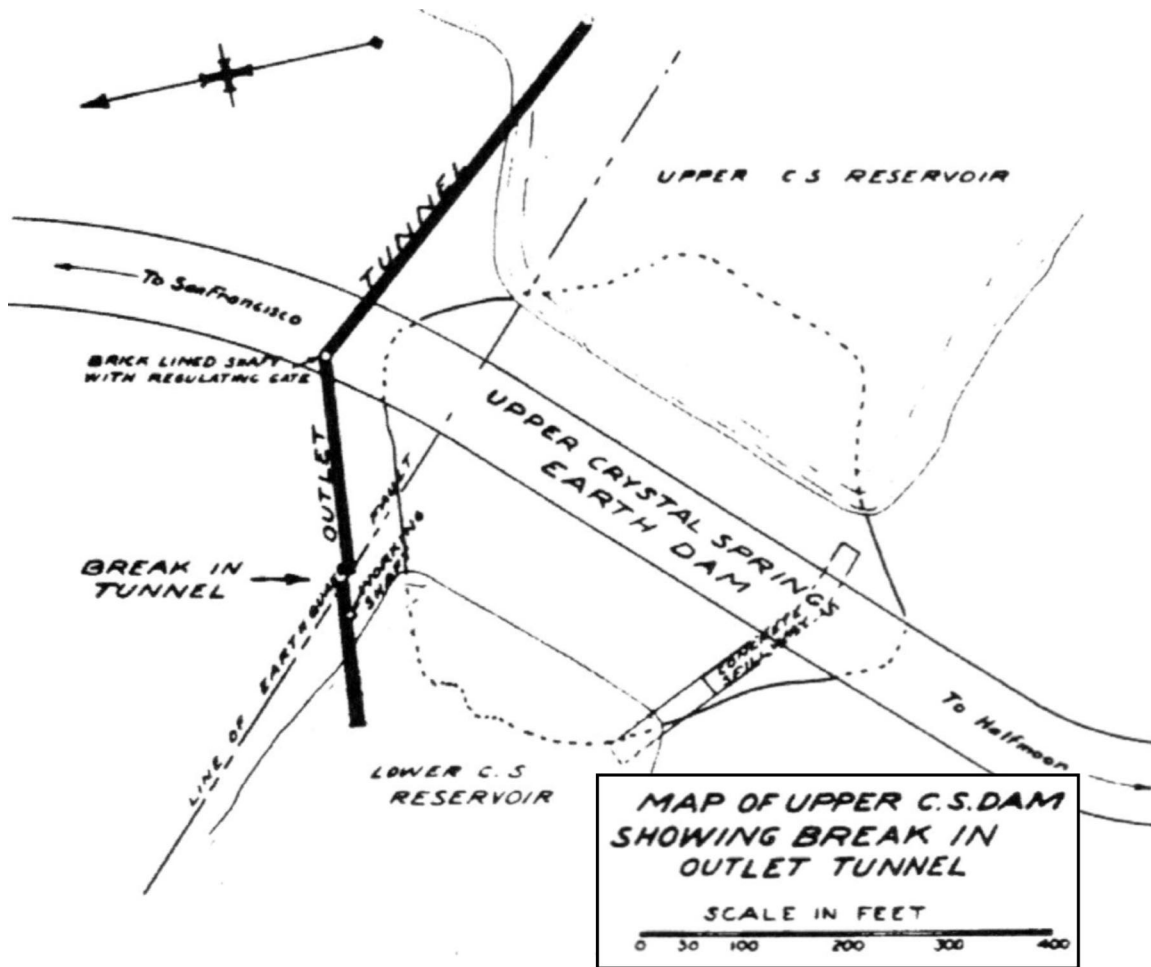 UPPER C S RESERVOIR
TUNNEL
To San Francisco
BRICK LINED SHAFT
WITH REGULATING GATE
OUTLET
UPPER CRYSTAL SPRINGS
EARTH DAM
BREAK IN
TUNNEL
LINE OF EARTHQUAKE FAULT
WORKING
SHAFT
CONCRETE
To Halfmoon
LOWER C.S
RESERVOIR
MAP OF UPPER C.S. DAM
SHOWING BREAK IN
OUTLET TUNNEL
SCALE IN FEET
0 50 100 200 300 400